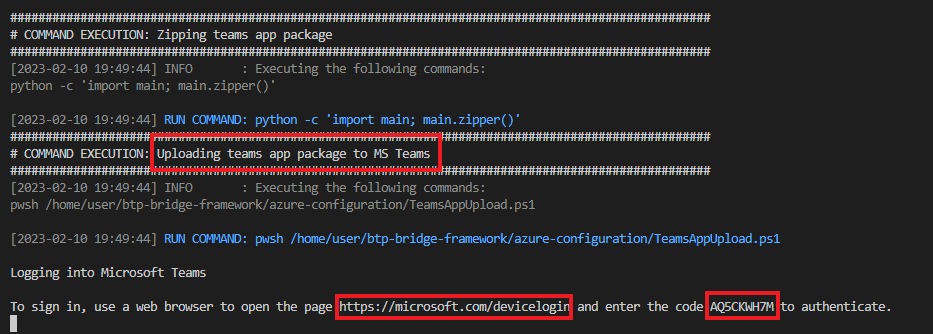 ####################################################################################################
# COMMAND EXECUTION: Zipping teams app package
####################################################################################################
[2023-02-10 19:49:44] INFO     : Executing the following commands:
python -c 'import main; main.zipper()'
[2023-02-10 19:49:44] RUN COMMAND: python -c 'import main; main.zipper()'
####################################################################################################
# COMMAND EXECUTION: Uploading teams app package to MS Teams
####################################################################################################
[2023-02-10 19:49:44] INFO     : Executing the following commands:
pwsh /home/user/btp-bridge-framework/azure-configuration/TeamsAppUpload.ps1
[2023-02-10 19:49:44] RUN COMMAND: pwsh /home/user/btp-bridge-framework/azure-configuration/TeamsAppUpload.ps1
Logging into Microsoft Teams
To sign in, use a web browser to open the page https://microsoft.com/devicelogin and enter the code AQ5CKWH7M to authenticate.